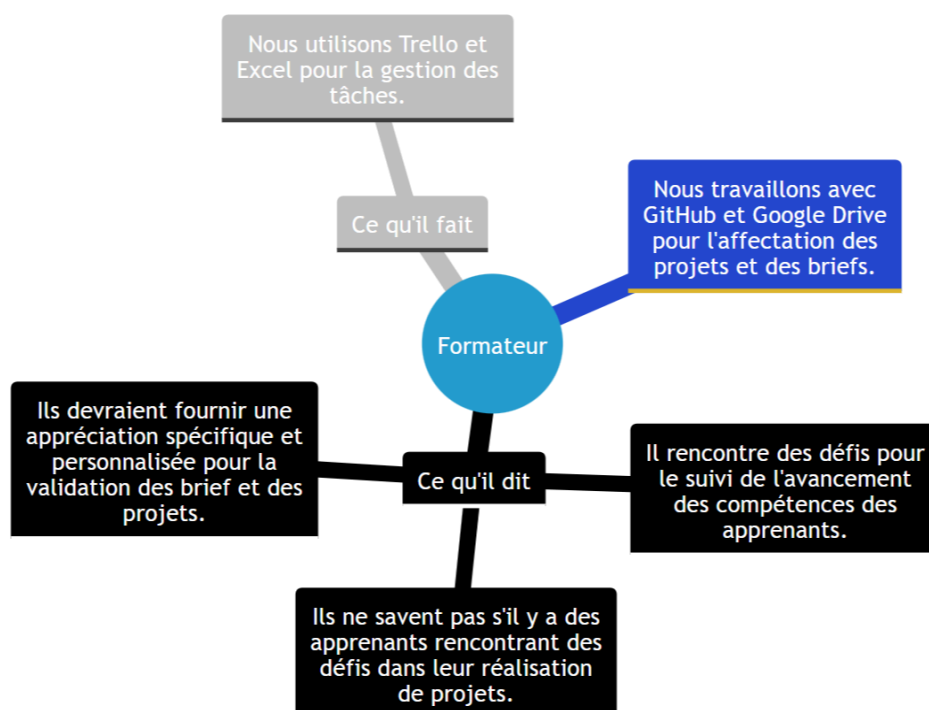 Nous utilisons Trello et
Excel pour la gestion des
tâches.
Ce qu'il fait
Nous travaillons avec
GitHub et Google Drive
pour l'affectation des
projets et des briefs.
Formateur
Ils devraient fournir une
appréciation spécifique et
personnalisée pour la
validation des brief et des
projets.
Ce qu'il dit
Il rencontre des défis pour
le suivi de l'avancement
des compétences des
apprenants.
Ils ne savent pas s'il y a des
apprenants rencontrant des
défis dans leur réalisation
de projets.